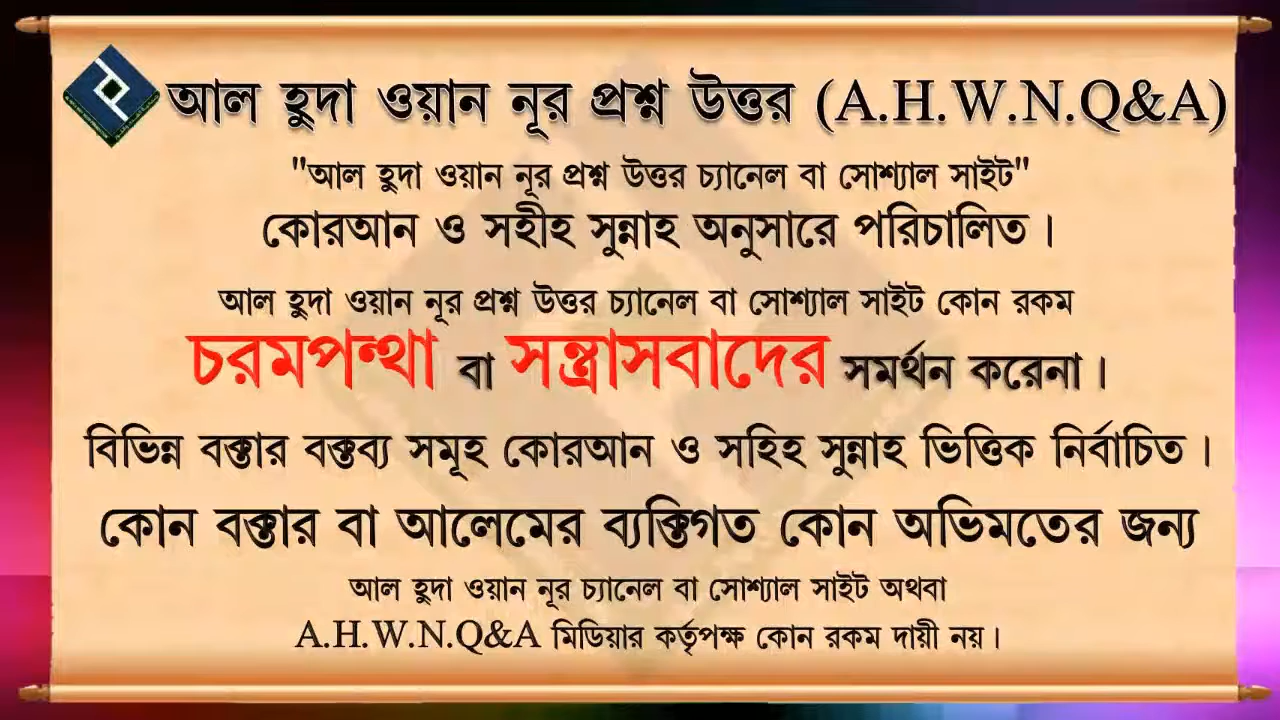 আল হুদা ওয়ান নূর প্রশ্ন উত্তর (A.H.W.N.Q&A)
"আল হুদা ওয়ান নূর প্রশ্ন উত্তর চ্যানেল বা সোশ্যাল সাইট"
কোরআন ও সহীহ সুন্নাহ অনুসারে পরিচালিত।
আল হুদা ওয়ান নূর প্রশ্ন উত্তর চ্যানেল বা সোশ্যাল সাইট কোন রকম
চরমপন্থা বা সন্ত্রাসবাদের সমর্থন করেনা।
বিভিন্ন বক্তার বক্তব্য সমূহ কোরআন ও সহিহ সুন্নাহ ভিত্তিক নির্বাচিত।
কোন বক্তার বা আলেমের ব্যক্তিগত কোন অভিমতের জন্য
আল হুদা ওয়ান নূর চ্যানেল বা সোশ্যাল সাইট অথবা
A.H.W.N.Q&A মিডিয়ার কর্তৃপক্ষ কোন রকম দায়ী নয়।